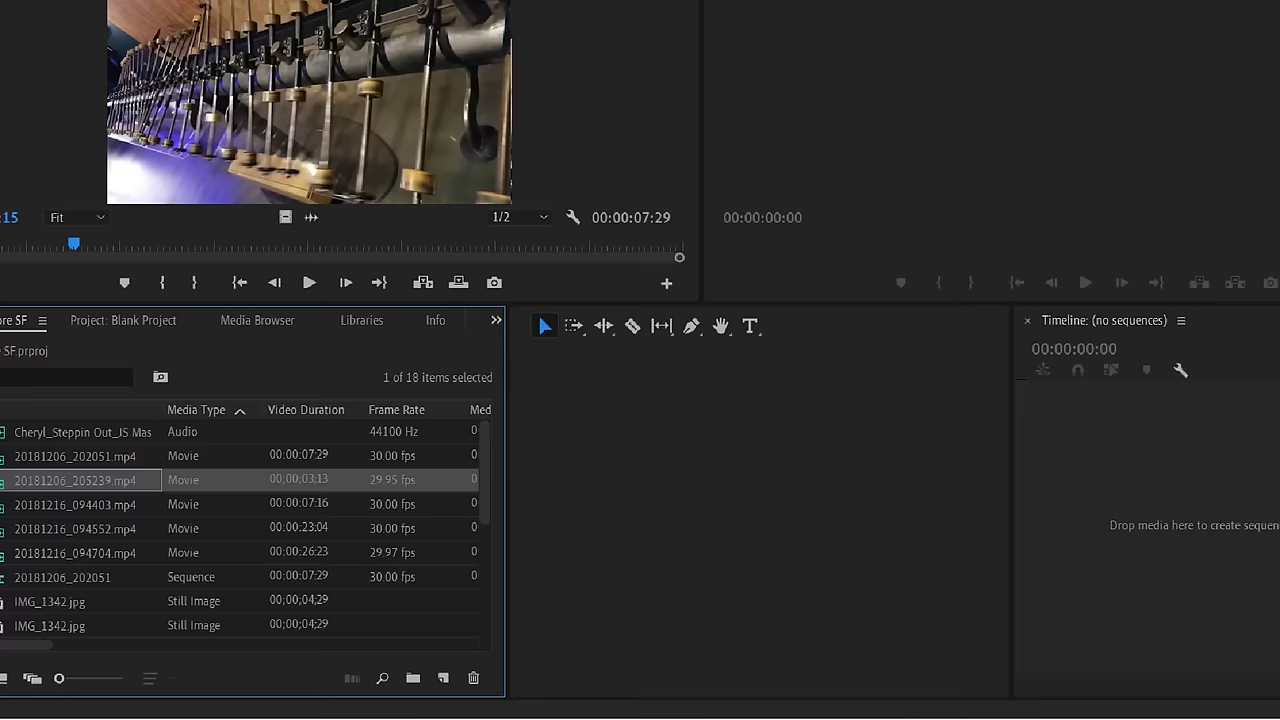 :15 Fit 1/2 00:00:07:29 00:00:00:00
ore SF Project: Blank Project Media Browser Libraries Info Timeline: (no sequences)
00:00:00:00
SF.prproj
1 of 18 items selected
Media Type Video Duration Frame Rate Med
Cheryl_Steppin Out_JS Mas Audio 44100 Hz 0
20181206_202051.mp4 Movie 00:00:07:29 30.00 fps 0
20181206_205239.mp4 Movie 00;00;03;13 29.95 fps 0
20181216_094403.mp4 Movie 00:00:07:16 30.00 fps 0
20181216_094552.mp4 Movie 00:00:23:04 30.00 fps 0
Drop media here to create sequen
20181216_094704.mp4 Movie 00;00;26;23 29.97 fps 0
20181206_202051 Sequence 00:00:07:29 30.00 fps 0
IMG_1342.jpg Still Image 00;00;04;29
IMG_1342.jpg Still Image 00;00;04;29